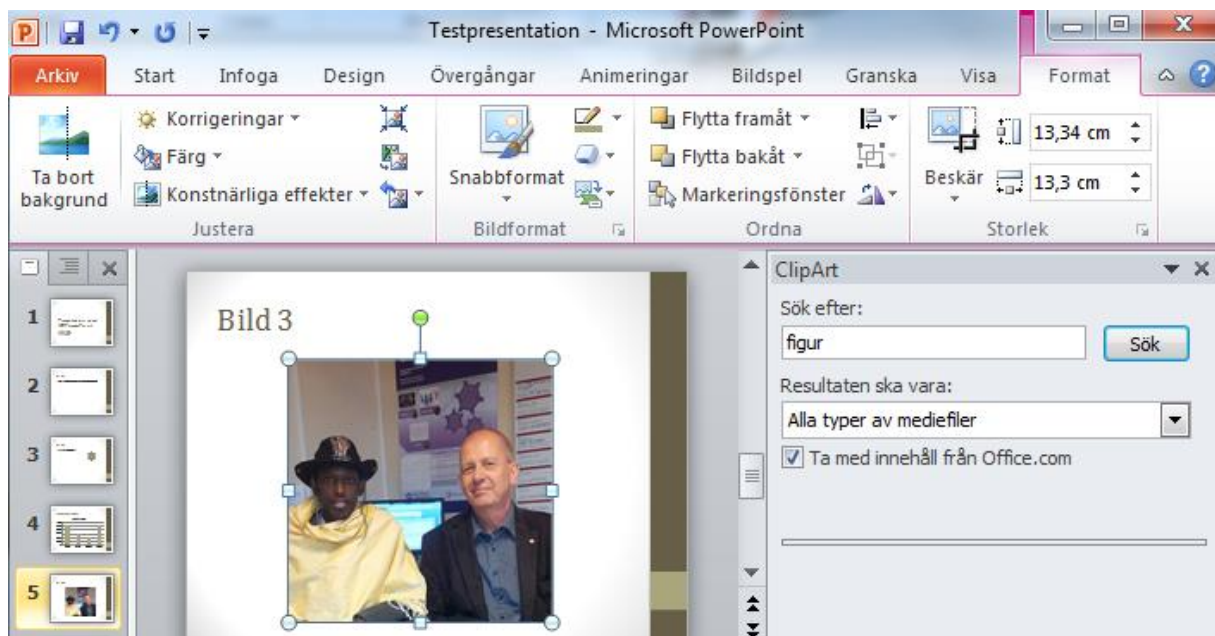 Testpresentation - Microsoft PowerPoint
Arkiv Start Infoga Design Övergångar Animeringar Bildspel Granska Visa Format
Ta bort bakgrund
Korrigeringar
Färg
Konstnärliga effekter
Justera
Snabbformat
Bildformat
Flytta framåt
Flytta bakåt
Markeringsfönster
Ordna
Beskär
13,34 cm
13,3 cm
Storlek
1
2
3
4
5
Bild 3
ClipArt
Sök efter:
figur
Sök
Resultaten ska vara:
Alla typer av mediefiler
Ta med innehåll från Office.com